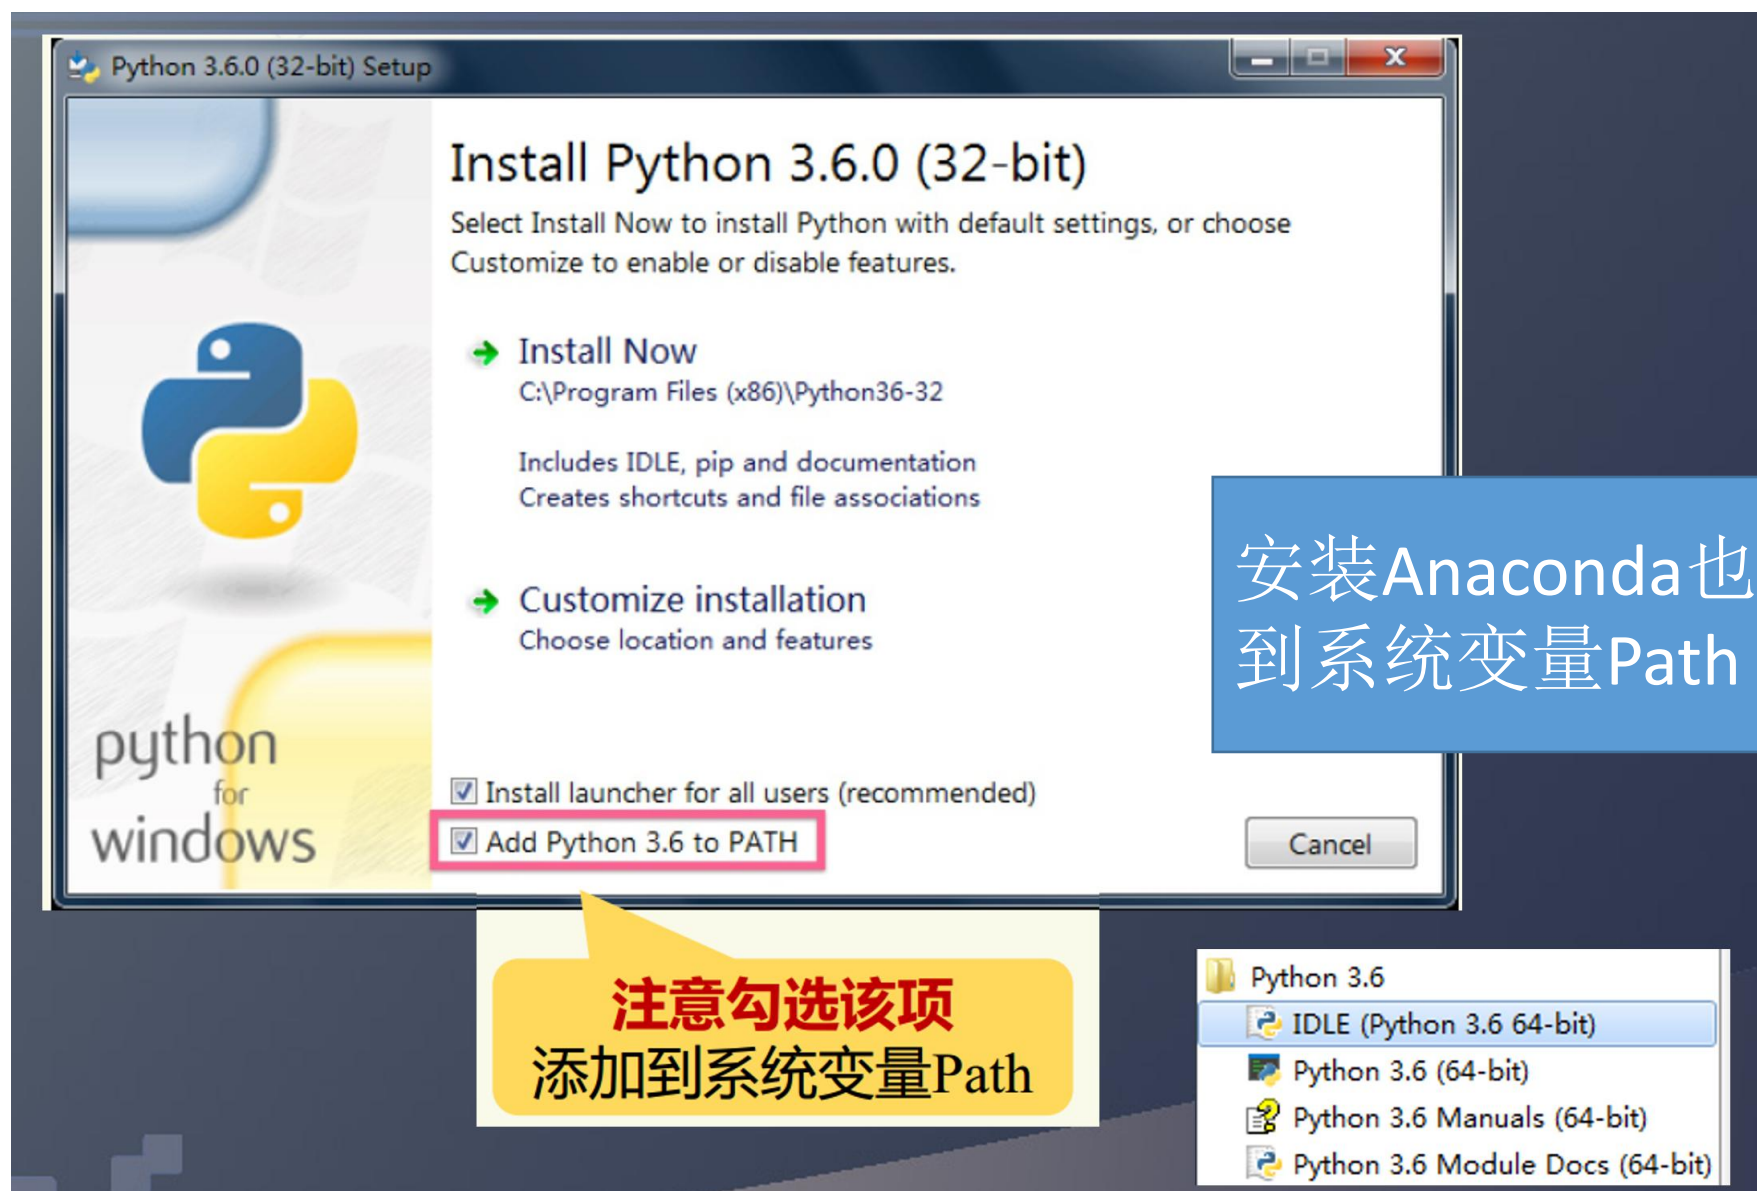 Python 3.6.0 (32-bit) Setup
Install Python 3.6.0 (32-bit)
Select Install Now to install Python with default settings, or choose
Customize to enable or disable features.
Install Now
C:\Program Files (x86)\Python36-32
Includes IDLE, pip and documentation
Creates shortcuts and file associations
安装Anaconda也
到系统变量Path
Customize installation
Choose location and features
python
for
windows
Install launcher for all users (recommended)
Add Python 3.6 to PATH
Cancel
注意勾选该项
添加到系统变量Path
Python 3.6
IDLE (Python 3.6 64-bit)
Python 3.6 (64-bit)
Python 3.6 Manuals (64-bit)
Python 3.6 Module Docs (64-bit)